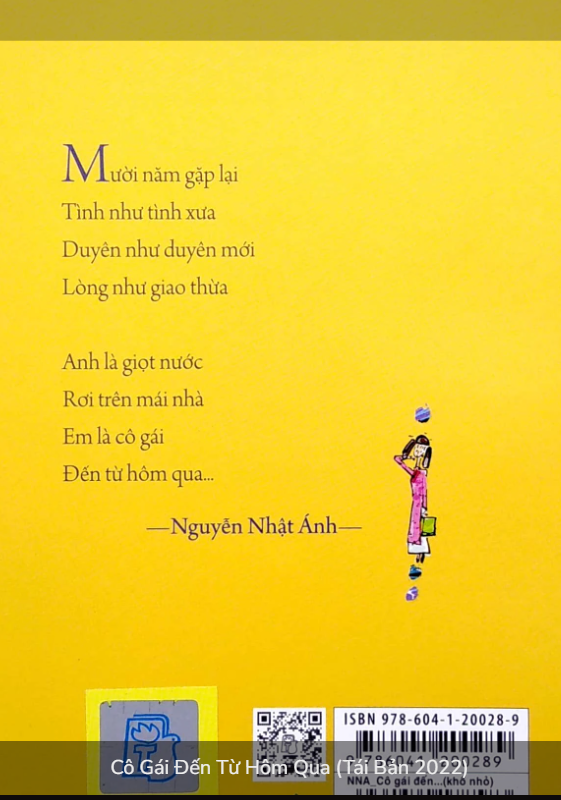 Mười năm gặp lại
Tình như tình xưa
Duyên như duyên mới
Lòng như giao thừa
Anh là giọt nước
Rơi trên mái nhà
Em là cô gái
Đến từ hôm qua...
—Nguyễn Nhật Ánh—
ISBN 978-604-1-20028-9
Cô Gái Đến Từ Hôm Qua (Tái Bản 2022)
NNA_Cô gái đến...(khổ nhỏ)